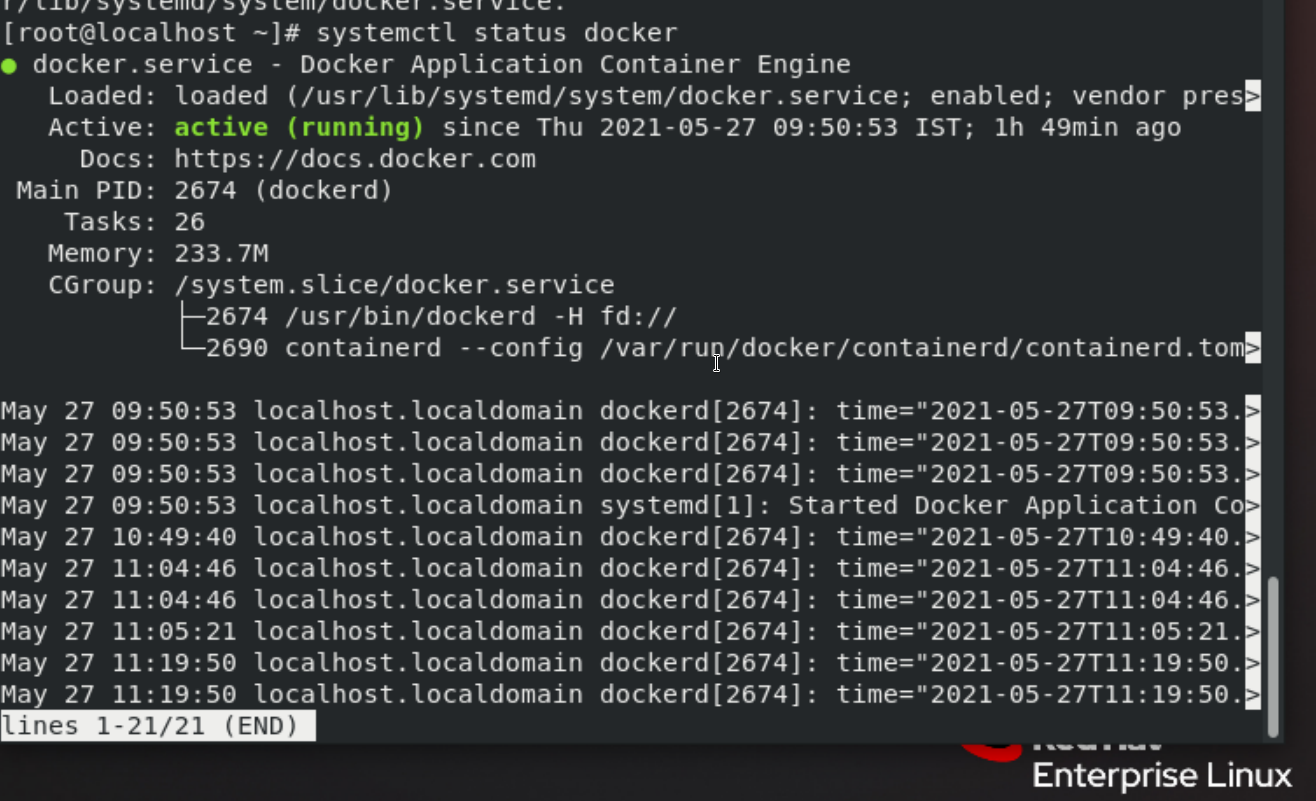 r/lib/systemd/system/docker.service.
[root@localhost ~]# systemctl status docker
● docker.service - Docker Application Container Engine
   Loaded: loaded (/usr/lib/systemd/system/docker.service; enabled; vendor pres>
   Active: active (running) since Thu 2021-05-27 09:50:53 IST; 1h 49min ago
     Docs: https://docs.docker.com
 Main PID: 2674 (dockerd)
    Tasks: 26
   Memory: 233.7M
   CGroup: /system.slice/docker.service
           ├─2674 /usr/bin/dockerd -H fd://
           └─2690 containerd --config /var/run/docker/containerd/containerd.tom>
May 27 09:50:53 localhost.localdomain dockerd[2674]: time="2021-05-27T09:50:53.>
May 27 09:50:53 localhost.localdomain dockerd[2674]: time="2021-05-27T09:50:53.>
May 27 09:50:53 localhost.localdomain dockerd[2674]: time="2021-05-27T09:50:53.>
May 27 09:50:53 localhost.localdomain systemd[1]: Started Docker Application Co>
May 27 10:49:40 localhost.localdomain dockerd[2674]: time="2021-05-27T10:49:40.>
May 27 11:04:46 localhost.localdomain dockerd[2674]: time="2021-05-27T11:04:46.>
May 27 11:04:46 localhost.localdomain dockerd[2674]: time="2021-05-27T11:04:46.>
May 27 11:05:21 localhost.localdomain dockerd[2674]: time="2021-05-27T11:05:21.>
May 27 11:19:50 localhost.localdomain dockerd[2674]: time="2021-05-27T11:19:50.>
May 27 11:19:50 localhost.localdomain dockerd[2674]: time="2021-05-27T11:19:50.>
lines 1-21/21 (END)
Red Hat
Enterprise Linux